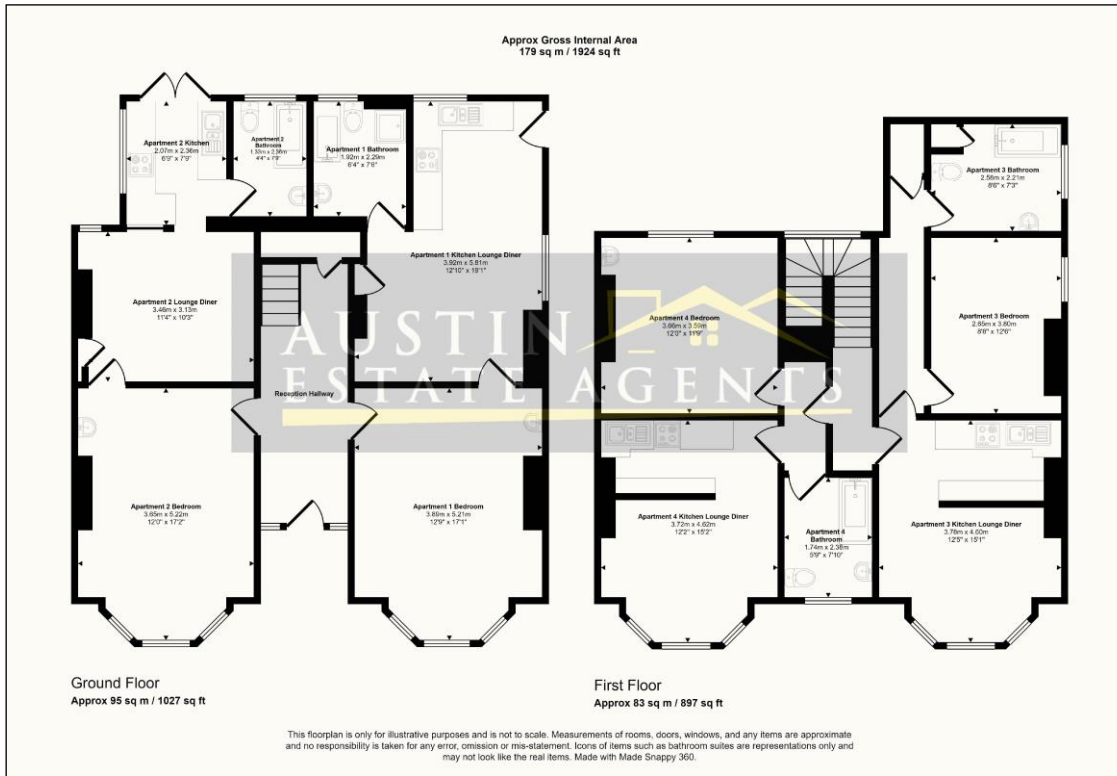 Approx Gross Internal Area
179 sq m / 1924 sq ft
Apartment 2 Kitchen
2.07m x 2.36m
6'9" x 7'9"
Apartment 2
Bathroom
1.33m x 2.36m
4'4" x 7'9"
Apartment 1 Bathroom
1.92m x 2.29m
6'4" x 7'6"
Apartment 3 Bathroom
2.58m x 2.21m
8'6" x 7'3"
Apartment 1 Kitchen Lounge Diner
3.92m x 5.81m
12'10" x 19'1"
Apartment 2 Lounge Diner
3.46m x 3.13m
11'4" x 10'3"
Apartment 4 Bedroom
3.66m x 3.59m
12'0" x 11'9"
Apartment 3 Bedroom
2.65m x 3.80m
8'8" x 12'6"
AUSTIN
ESTATE AGENTS
Reception Hallway
Apartment 2 Bedroom
3.65m x 5.22m
12'0" x 17'2"
Apartment 1 Bedroom
3.89m x 5.21m
12'9" x 17'1"
Apartment 4 Kitchen Lounge Diner
3.72m x 4.62m
12'2" x 15'2"
Apartment 4
Bathroom
1.74m x 2.38m
5'9" x 7'10"
Apartment 3 Kitchen Lounge Diner
3.78m x 4.60m
12'5" x 15'1"
Ground Floor
Approx 95 sq m / 1027 sq ft
First Floor
Approx 83 sq m / 897 sq ft
This floorplan is only for illustrative purposes and is not to scale. Measurements of rooms, doors, windows, and any items are approximate
and no responsibility is taken for any error, omission or mis-statement. Icons of items such as bathroom suites are representations only and
may not look like the real items. Made with Made Snappy 360.